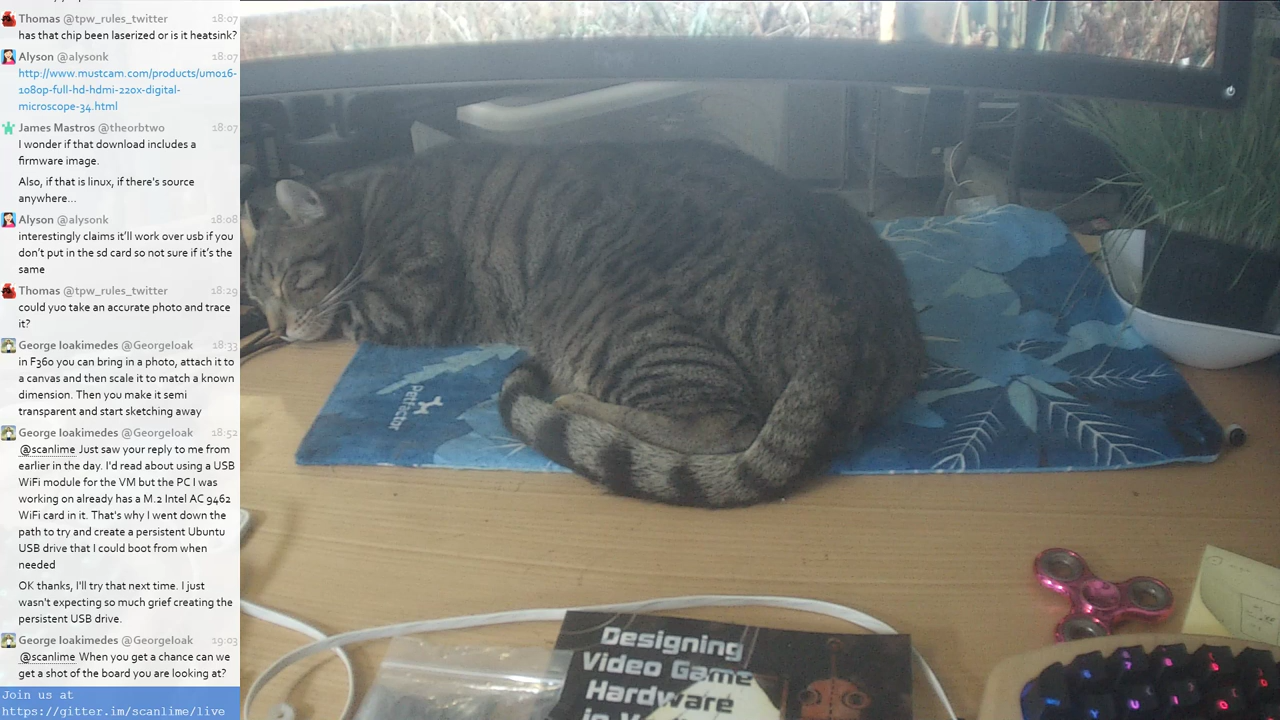 Thomas @tpw_rules_twitter 18:07
has that chip been laserized or is it heatsink?
Alyson @alysonk 18:07
http://www.mustcam.com/products/um016-
1080p-full-hd-hdmi-220x-digital-
microscope-34.html
James Mastros @theorbtwo 18:07
I wonder if that download includes a
firmware image.
Also, if that is linux, if there's source
anywhere...
Alyson @alysonk 18:08
interestingly claims it'll work over usb if you
don't put in the sd card so not sure if it's the
same
Thomas @tpw_rules_twitter 18:29
could yuo take an accurate photo and trace
it?
George Ioakimedes @GeorgeIoak 18:33
in F360 you can bring in a photo, attach it to
a canvas and then scale it to match a known
dimension. Then you make it semi
transparent and start sketching away
George Ioakimedes @GeorgeIoak 18:52
@scanlime Just saw your reply to me from
earlier in the day. I'd read about using a USB
WiFi module for the VM but the PC I was
working on already has a M.2 Intel AC 9462
WiFi card in it. That's why I went down the
path to try and create a persistent Ubuntu
USB drive that I could boot from when
needed
OK thanks, I'll try that next time. I just
wasn't expecting so much grief creating the
persistent USB drive.
George Ioakimedes @GeorgeIoak 19:03
@scanlime When you get a chance can we
get a shot of the board you are looking at?
Join us at
https://gitter.im/scanlime/live
petfactor
Designing
Video Game
Hardware
in